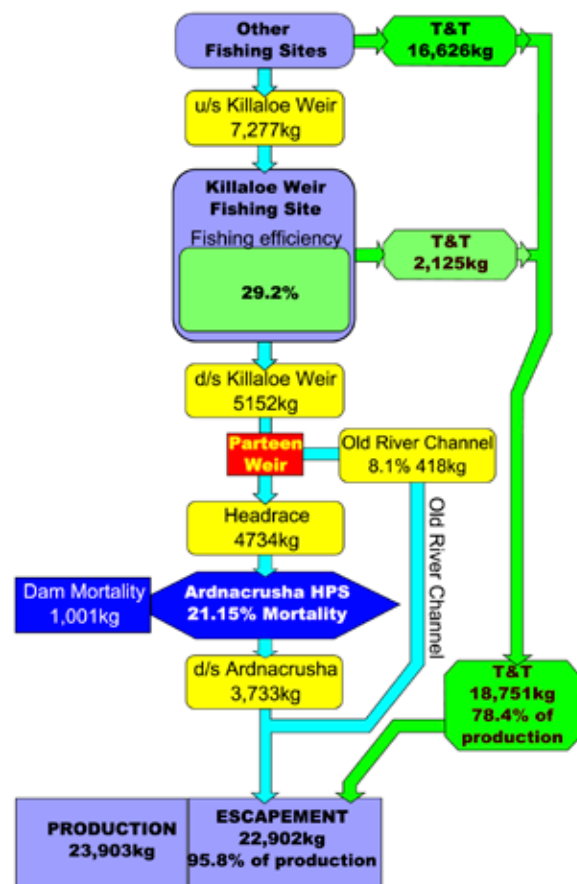 Other
Fishing Sites
T&T
16,626kg
u/s Killaloe Weir
7,277kg
Killaloe Weir
Fishing Site
Fishing efficiency
29.2%
T&T
2,125kg
d/s Killaloe Weir
5152kg
Parteen
Weir
Old River Channel
8.1% 418kg
Headrace
4734kg
Old River Channel
Dam Mortality
1,001kg
Ardnacrusha HPS
21.15% Mortality
d/s Ardnacrusha
3,733kg
T&T
18,751kg
78.4% of
production
PRODUCTION
23,903kg
ESCAPEMENT
22,902kg
95.8% of production